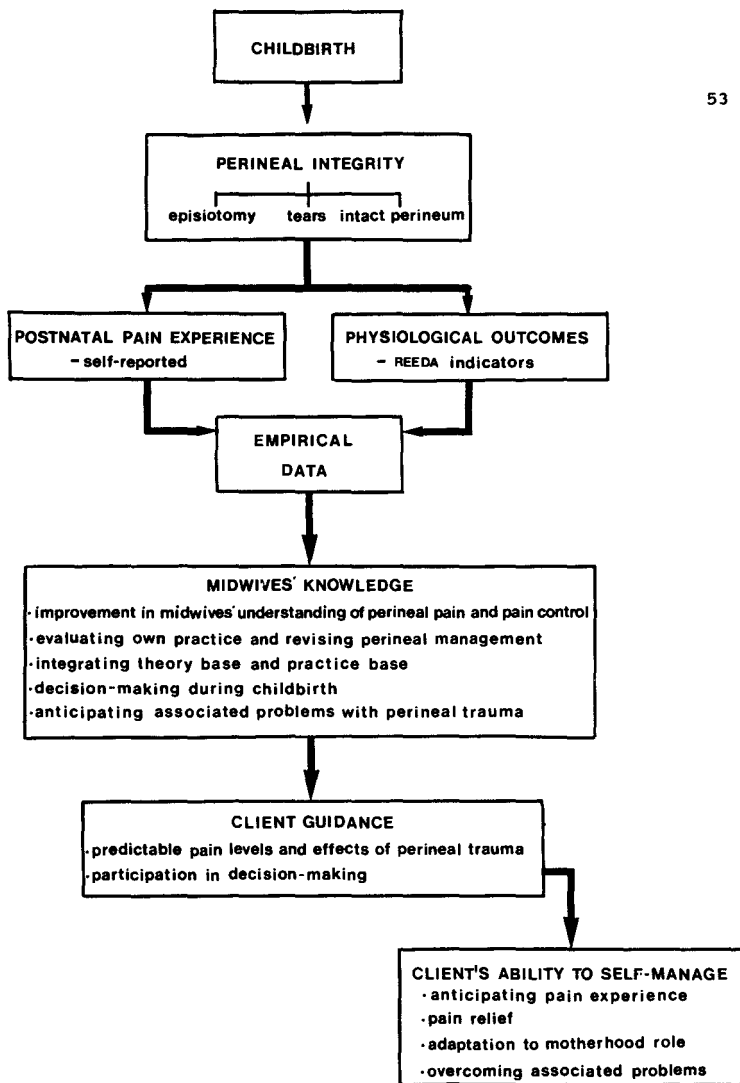 53
CHILDBIRTH
PERINEAL INTEGRITY
episiotomy tears intact perineum
POSTNATAL PAIN EXPERIENCE
- self-reported
PHYSIOLOGICAL OUTCOMES
- REEDA indicators
EMPIRICAL
DATA
MIDWIVES' KNOWLEDGE
·improvement in midwives' understanding of perineal pain and pain control
·evaluating own practice and revising perineal management
·integrating theory base and practice base
·decision-making during childbirth
·anticipating associated problems with perineal trauma
CLIENT GUIDANCE
·predictable pain levels and effects of perineal trauma
·participation in decision-making
CLIENT'S ABILITY TO SELF-MANAGE
·anticipating pain experience
·pain relief
·adaptation to motherhood role
·overcoming associated problems